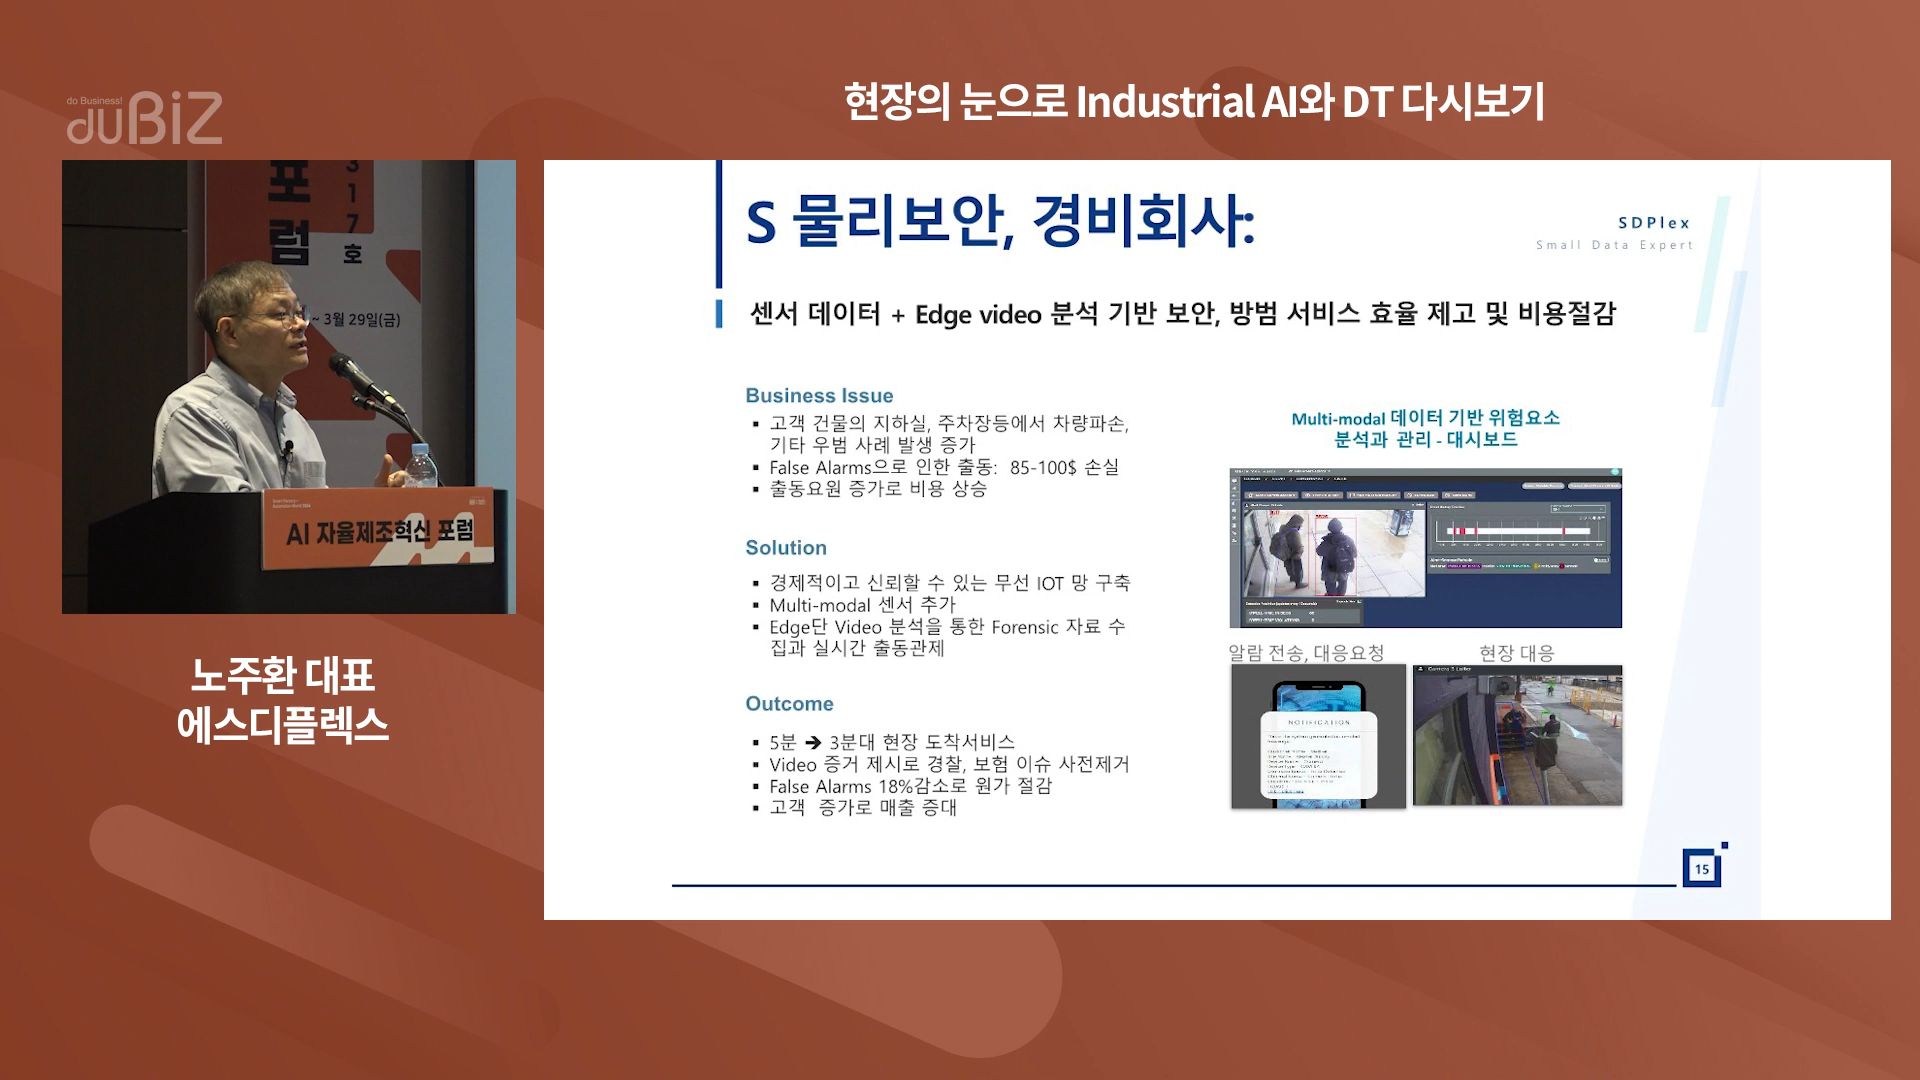 do Business!
duBiZ
현장의 눈으로 Industrial AI와 DT 다시보기
포럼
317호
~ 3월 29일(금)
AI 자율제조혁신 포럼
노주환 대표
에스디플렉스
S 물리보안, 경비회사:
SDPlex
Small Data Expert
센서 데이터 + Edge video 분석 기반 보안, 방범 서비스 효율 제고 및 비용절감
Business Issue
▪ 고객 건물의 지하실, 주차장등에서 차량파손,
기타 우범 사례 발생 증가
▪ False Alarms으로 인한 출동: 85-100$ 손실
▪ 출동요원 증가로 비용 상승
Solution
▪ 경제적이고 신뢰할 수 있는 무선 IOT 망 구축
▪ Multi-modal 센서 추가
▪ Edge단 Video 분석을 통한 Forensic 자료 수
집과 실시간 출동관제
Outcome
▪ 5분 ➔ 3분대 현장 도착서비스
▪ Video 증거 제시로 경찰, 보험 이슈 사전제거
▪ False Alarms 18%감소로 원가 절감
▪ 고객 증가로 매출 증대
Multi-modal 데이터 기반 위험요소
분석과 관리 - 대시보드
알람 전송, 대응요청
현장 대응
NOTIFICATION
15